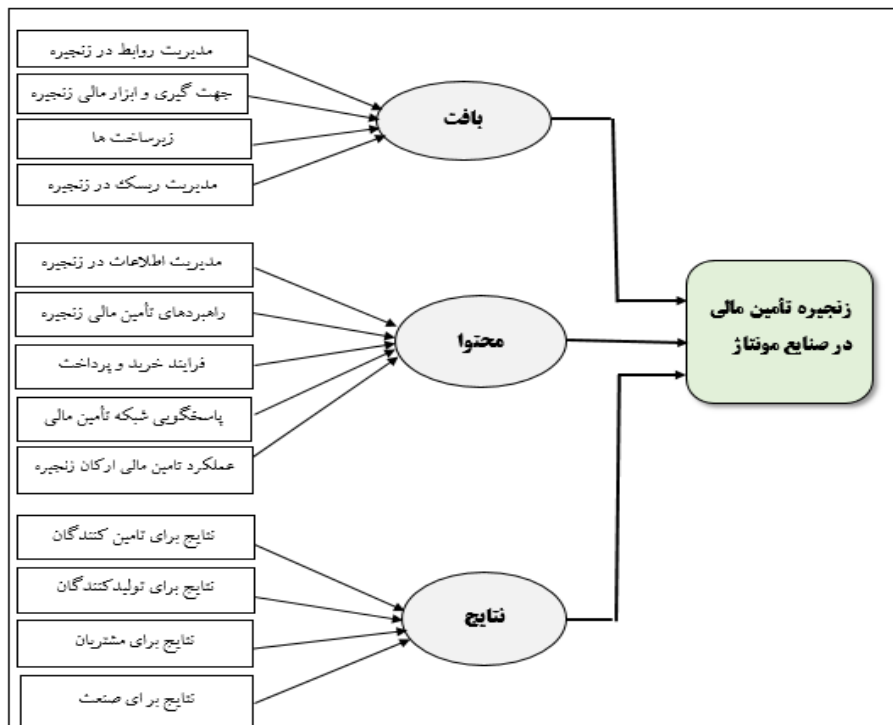 مدیریت روابط در زنجیره
جهت گیری و ابزار مالی زنجیره
زیرساخت ها
مدیریت ریسک در زنجیره
بافت
مدیریت اطلاعات در زنجیره
راهبردهای تأمین مالی زنجیره
فرایند خرید و پرداخت
پاسخگویی شبکه تأمین مالی
عملکرد تامین مالی ارکان زنجیره
محتوا
نتایج برای تامین کنندگان
نتایج برای تولیدکنندگان
نتایج برای مشتریان
نتایج بر ای صنعت
نتایج
زنجیره تأمین مالی
در صنایع مونتاژ